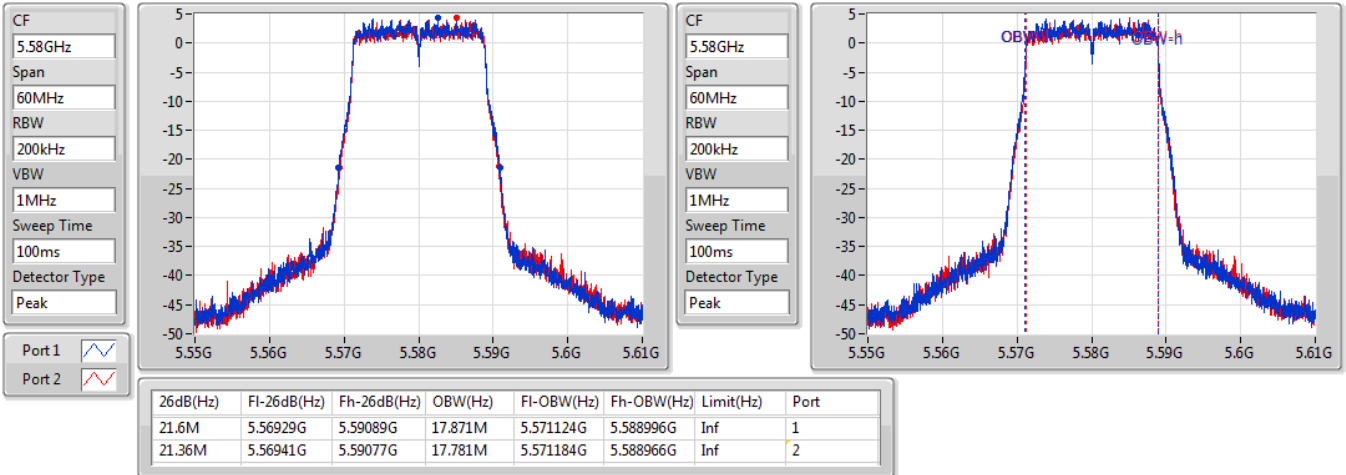 CF
5.58GHz
Span
60MHz
RBW
200kHz
VBW
1MHz
Sweep Time
100ms
Detector Type
Peak
Port 1
Port 2
5
0
-5
-10
-15
-20
-25
-30
-35
-40
-45
-50
5.55G 5.56G 5.57G 5.58G 5.59G 5.6G 5.61G
CF
5.58GHz
Span
60MHz
RBW
200kHz
VBW
1MHz
Sweep Time
100ms
Detector Type
Peak
5
0
-5
-10
-15
-20
-25
-30
-35
-40
-45
-50
OBW-h
5.55G 5.56G 5.57G 5.58G 5.59G 5.6G 5.61G
26dB(Hz) Fl-26dB(Hz) Fh-26dB(Hz) OBW(Hz) Fl-OBW(Hz) Fh-OBW(Hz) Limit(Hz) Port
21.6M 5.56929G 5.59089G 17.871M 5.571124G 5.588996G Inf 1
21.36M 5.56941G 5.59077G 17.781M 5.571184G 5.588966G Inf 2